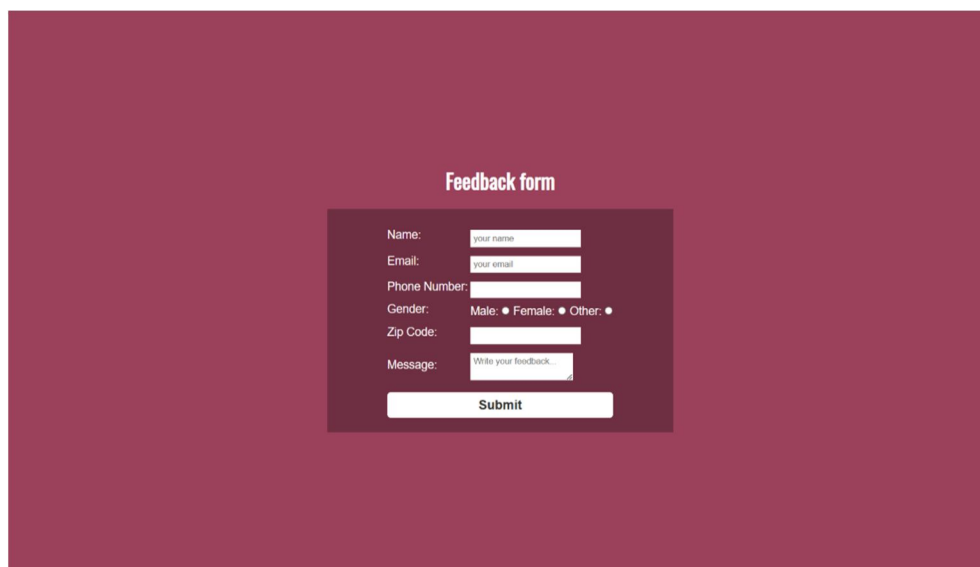 Feedback form
Name: your name
Email: your email
Phone Number:
Gender: Male: Female: Other:
Zip Code:
Message: Write your feedback...
Submit